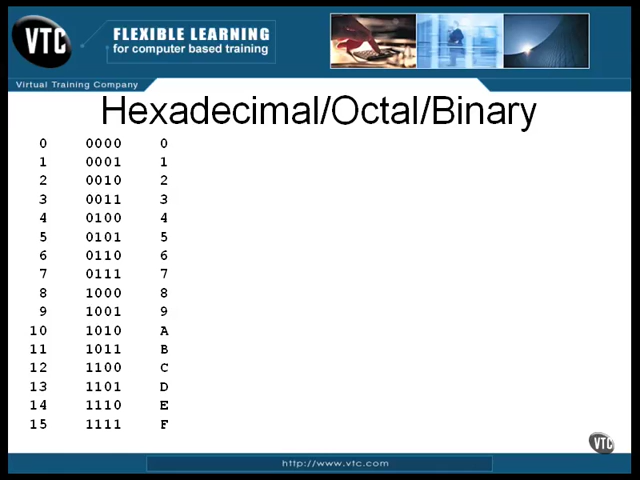 VTC
FLEXIBLE LEARNING
for computer based training
Virtual Training Company
Hexadecimal/Octal/Binary
0 0000 0
1 0001 1
2 0010 2
3 0011 3
4 0100 4
5 0101 5
6 0110 6
7 0111 7
8 1000 8
9 1001 9
10 1010 A
11 1011 B
12 1100 C
13 1101 D
14 1110 E
15 1111 F
VTC
http://www.vtc.com